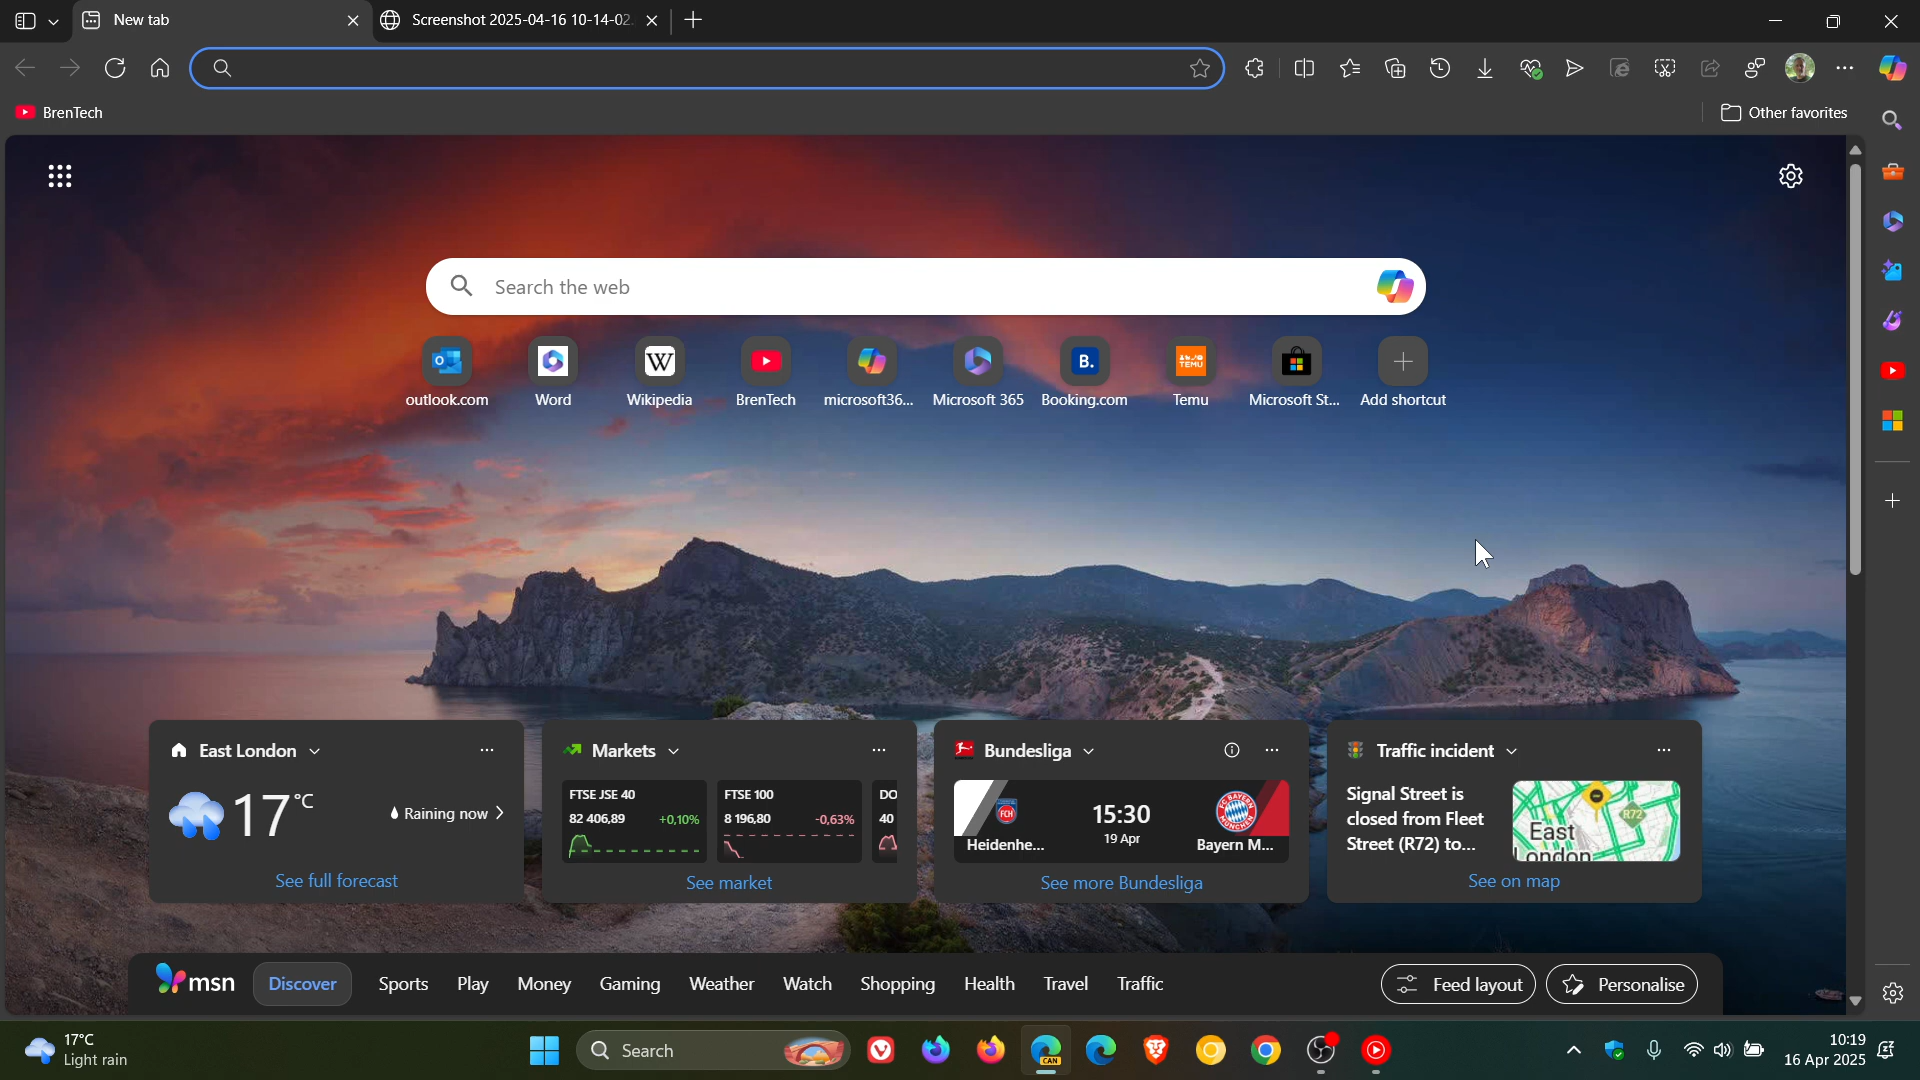 New tab
Screenshot 2025-04-16 10-14-02.
BrenTech
Other favorites
Search the web
outlook.com
Word
W
Wikipedia
BrenTech
microsoft36...
Microsoft 365
B.
Booking.com
TEMU
Temu
Microsoft St...
Add shortcut
East London
17 °C
Raining now
See full forecast
Markets
FTSE JSE 40
82 406,89 +0,10%
FTSE 100
8 196,80 -0,63%
DO
40
See market
Bundesliga
FCH
Heidenhe...
15:30
19 Apr
Bayern M...
See more Bundesliga
Traffic incident
Signal Street is
closed from Fleet
Street (R72) to...
R72
East
London
See on map
msn
Discover
Sports
Play
Money
Gaming
Weather
Watch
Shopping
Health
Travel
Traffic
Feed layout
Personalise
17°C
Light rain
Search
CAN
10:19
16 Apr 2025